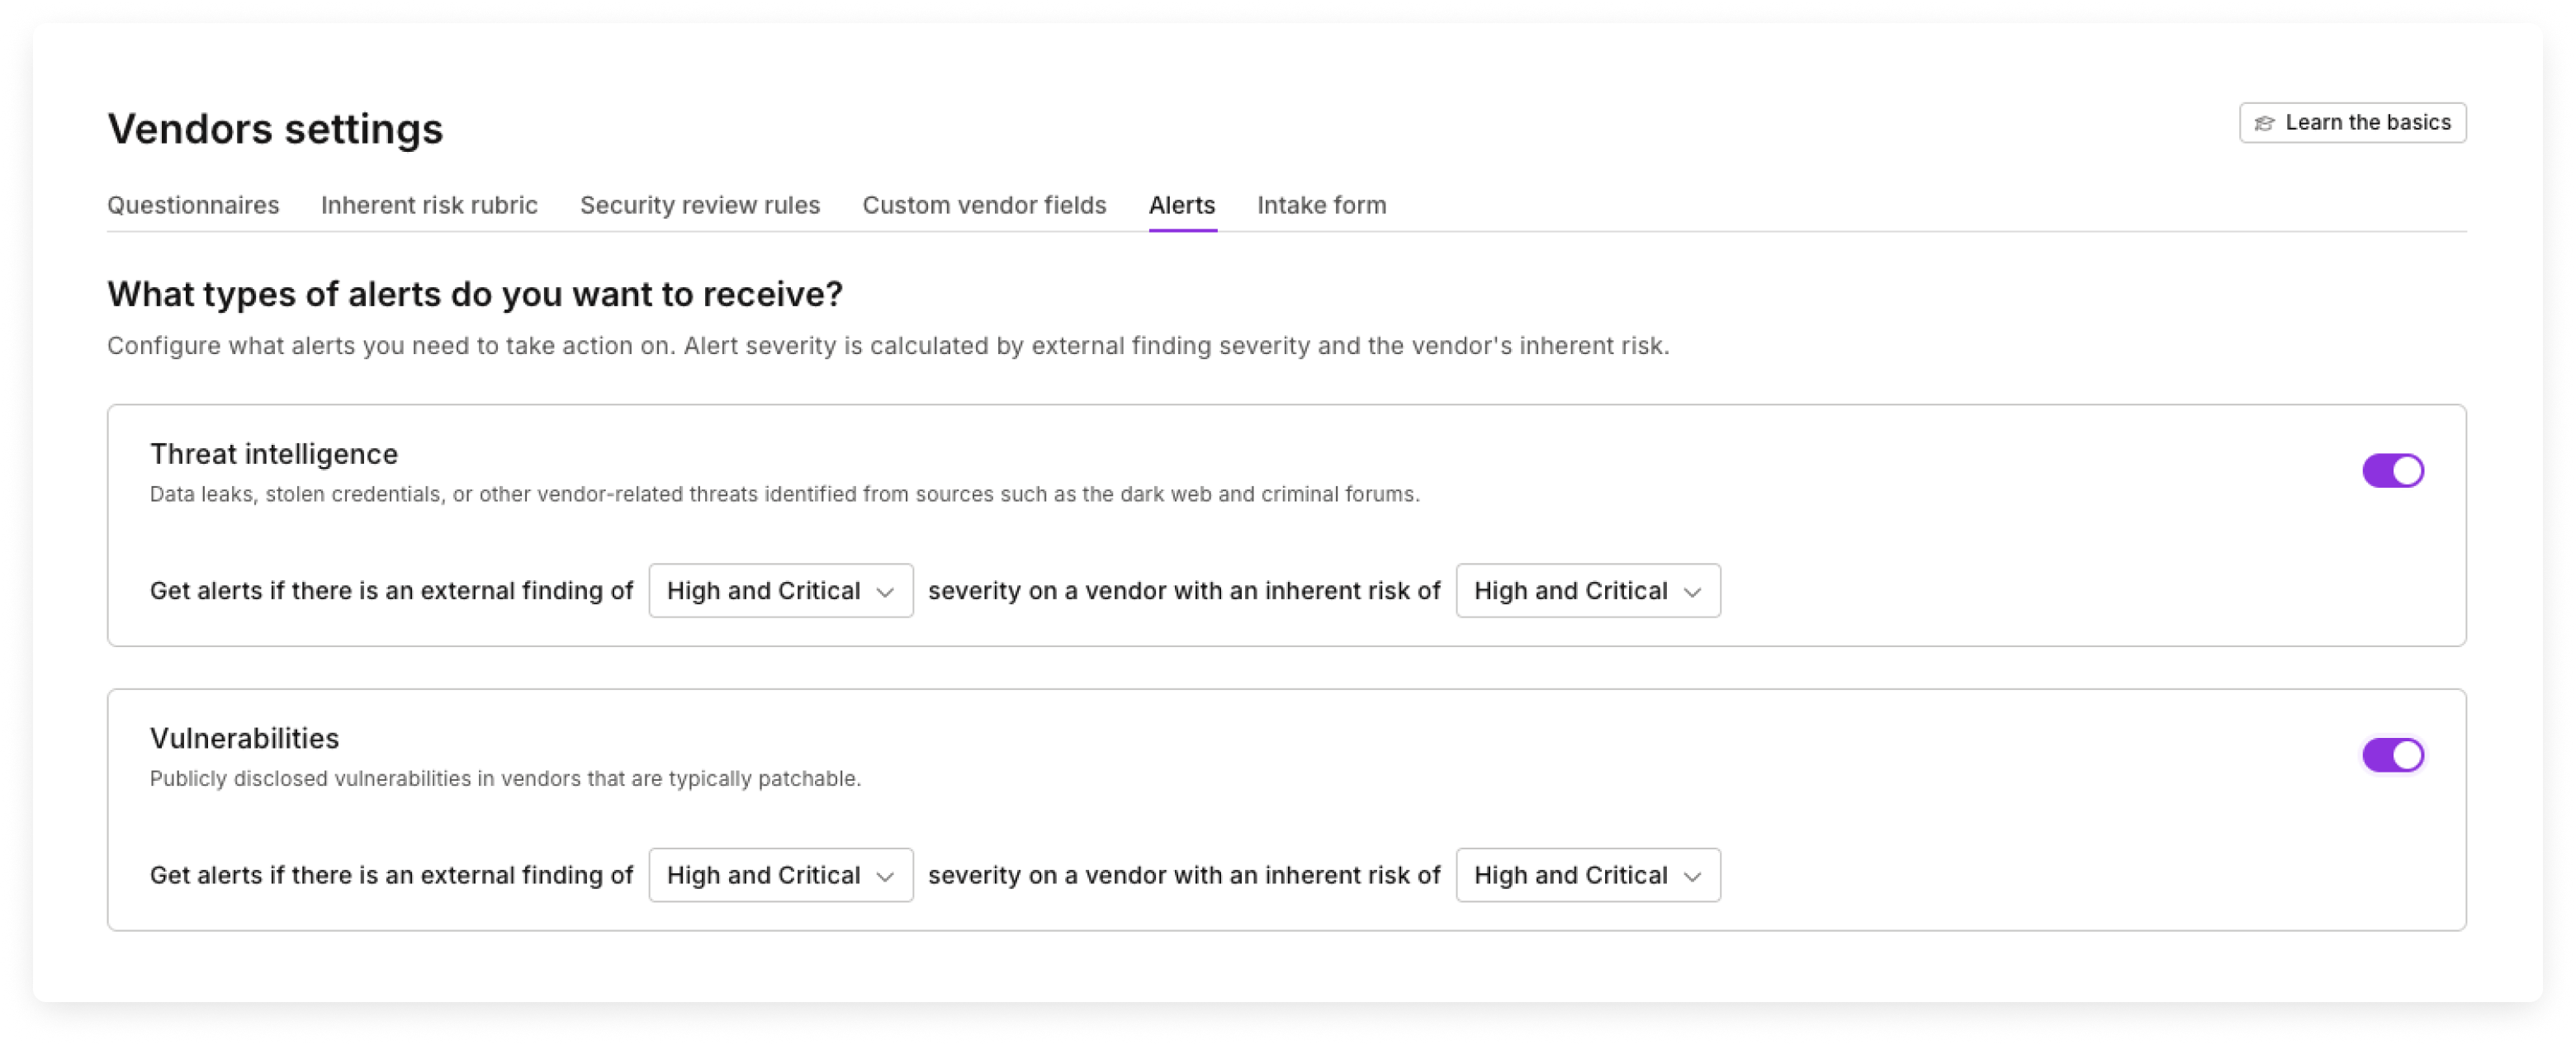 Vendors settings
Learn the basics
Questionnaires Inherent risk rubric Security review rules Custom vendor fields Alerts Intake form
What types of alerts do you want to receive?
Configure what alerts you need to take action on. Alert severity is calculated by external finding severity and the vendor's inherent risk.
Threat intelligence
Data leaks, stolen credentials, or other vendor-related threats identified from sources such as the dark web and criminal forums.
Get alerts if there is an external finding of High and Critical severity on a vendor with an inherent risk of High and Critical
Vulnerabilities
Publicly disclosed vulnerabilities in vendors that are typically patchable.
Get alerts if there is an external finding of High and Critical severity on a vendor with an inherent risk of High and Critical